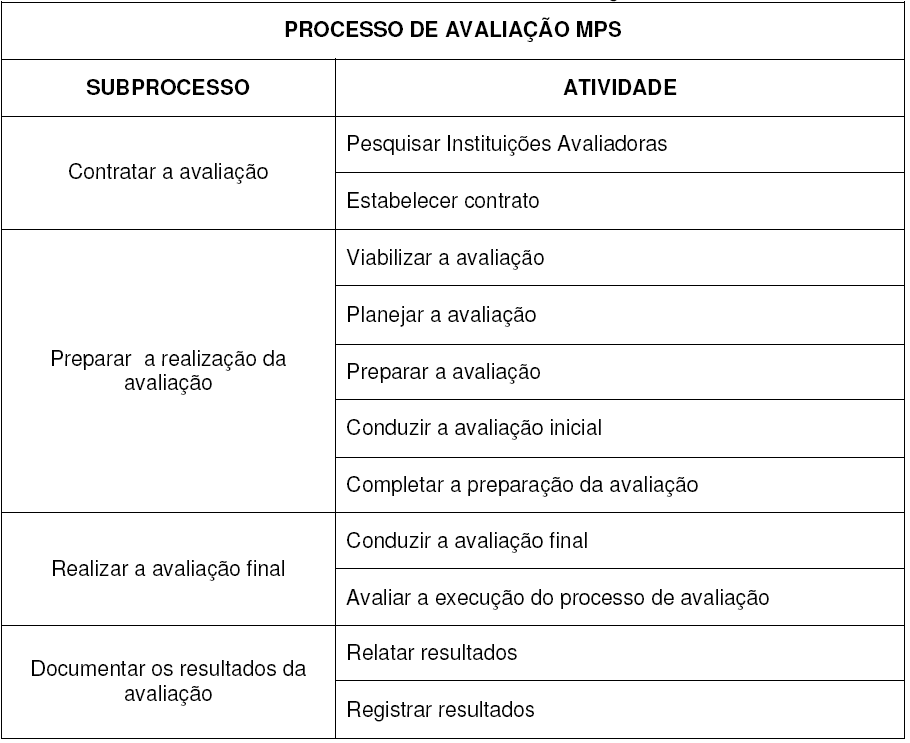 PROCESSO DE AVALIAÇÃO MPS
SUBPROCESSO
ATIVIDADE
Contratar a avaliação
Pesquisar Instituições Avaliadoras
Estabelecer contrato
Preparar a realização da
avaliação
Viabilizar a avaliação
Planejar a avaliação
Preparar a avaliação
Conduzir a avaliação inicial
Completar a preparação da avaliação
Realizar a avaliação final
Conduzir a avaliação final
Avaliar a execução do processo de avaliação
Documentar os resultados da
avaliação
Relatar resultados
Registrar resultados